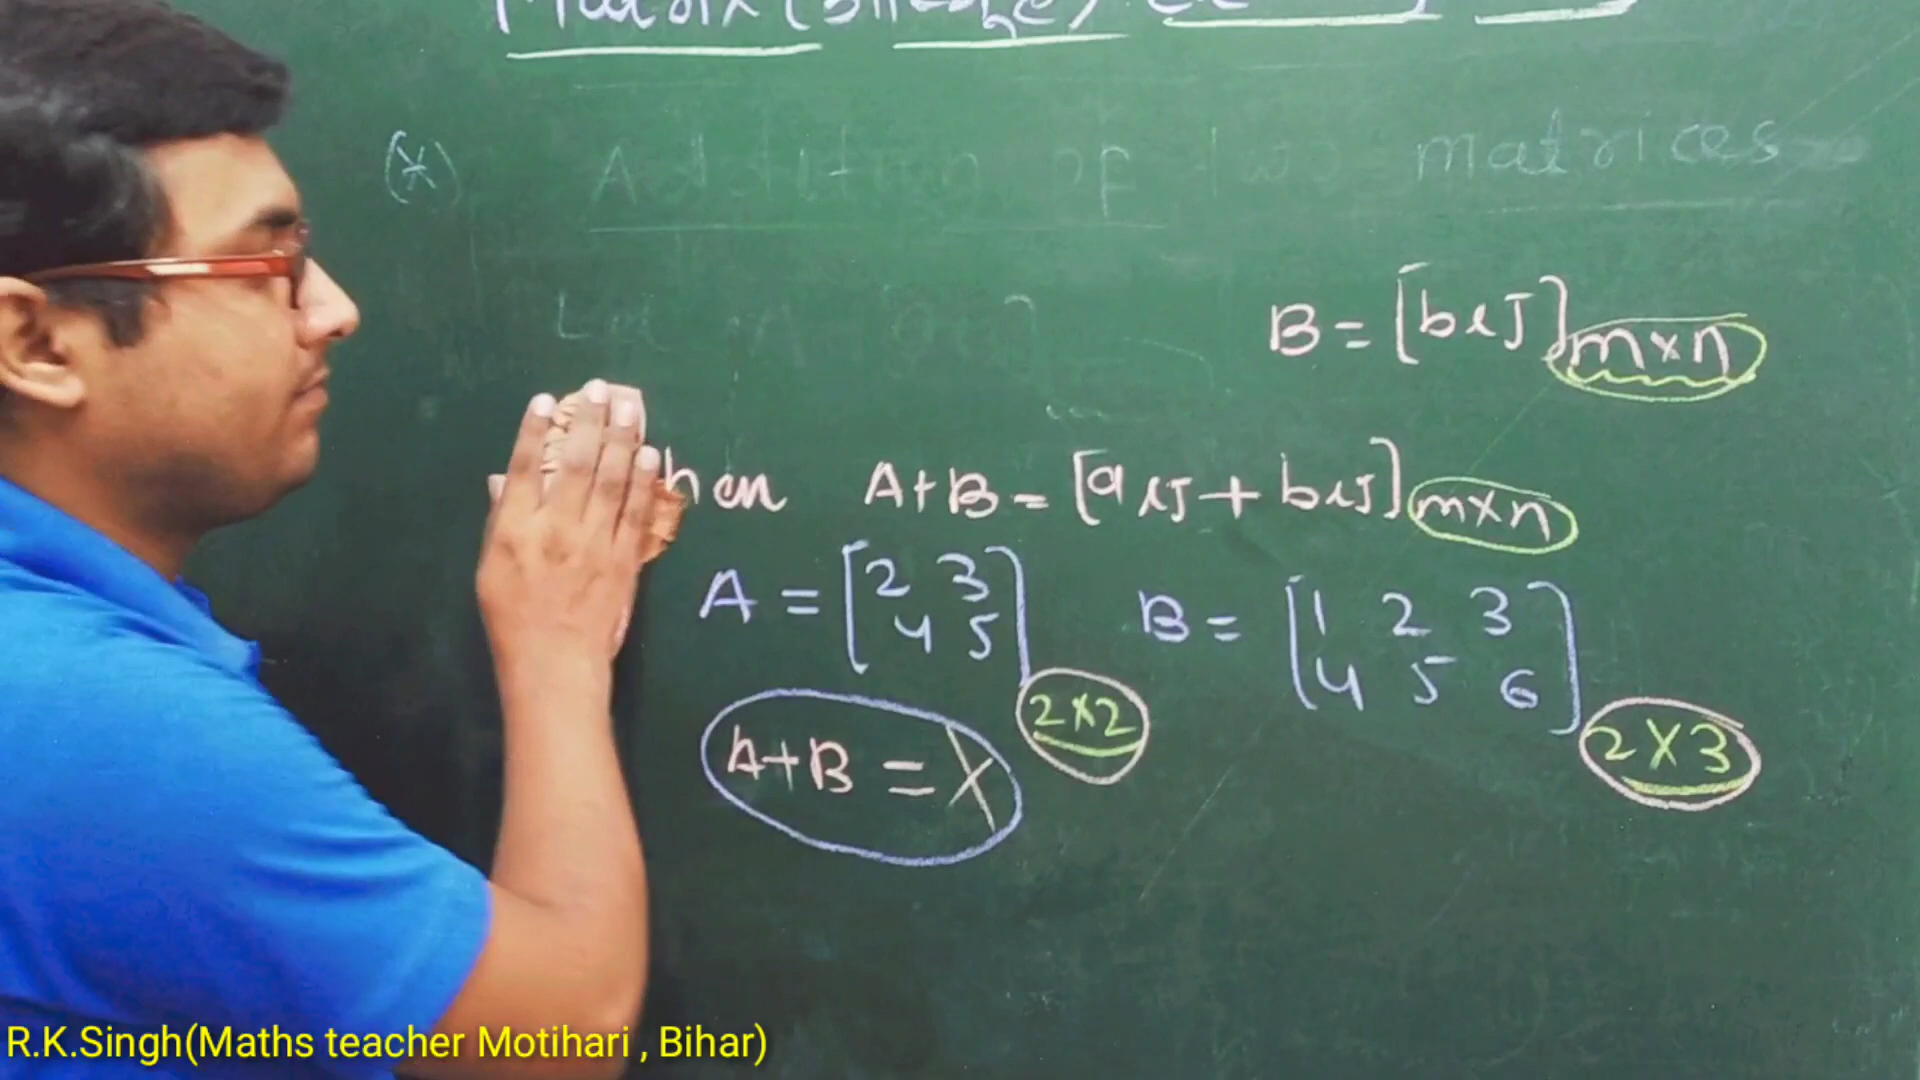 Matrix
(*) Addition of two matrices
Let
B = [bij]m×n
hen A+B = [aij + bij]m×n
A = [2 3
4 5]2×2 B = [1 2 3
4 5 6]2×3
A+B = X
R.K.Singh(Maths teacher Motihari , Bihar)